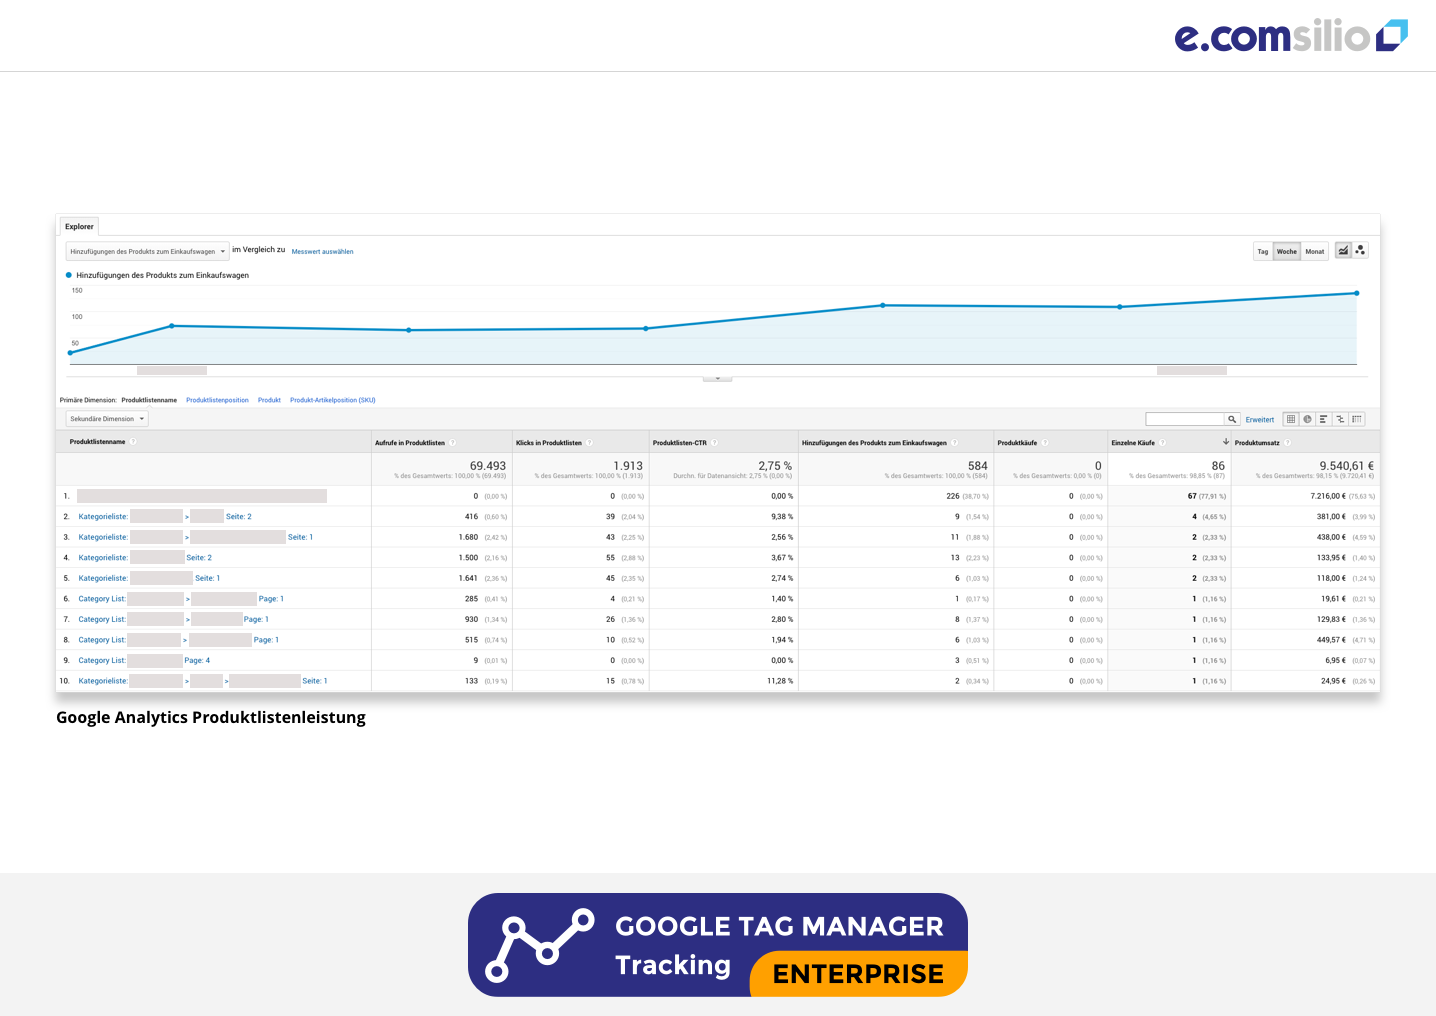 e.comsilio
Explorer
Hinzufügungen des Produkts zum Einkaufswagen im Vergleich zu Messwert auswählen
Tag Woche Monat
Hinzufügungen des Produkts zum Einkaufswagen
150
100
50
Primäre Dimension: Produktlistenname Produktlistenposition Produkt Produkt-Artikelposition (SKU)
Sekundäre Dimension Erweitert
Produktlistenname ? Aufrufe in Produktlisten ? Klicks in Produktlisten ? Produktlisten-CTR ? Hinzufügungen des Produkts zum Einkaufswagen ? Produktkäufe ? Einzelne Käufe ? Produktumsatz ?
69.493 1.913 2,75 % 584 0 86 9.540,61 €
% des Gesamtwerts: 100,00 % (69.493) % des Gesamtwerts: 100,00 % (1.913) Durchn. für Datenansicht: 2,75 % (0,00 %) % des Gesamtwerts: 100,00 % (584) % des Gesamtwerts: 0,00 % (0) % des Gesamtwerts: 98,85 % (87) % des Gesamtwerts: 98,15 % (9.720,41 €)
1. 0 (0,00 %) 0 (0,00 %) 0,00 % 226 (38,70 %) 0 (0,00 %) 67 (77,91 %) 7.216,00 € (75,63 %)
2. Kategorieliste: > Seite: 2 416 (0,60 %) 39 (2,04 %) 9,38 % 9 (1,54 %) 0 (0,00 %) 4 (4,65 %) 381,00 € (3,99 %)
3. Kategorieliste: > Seite: 1 1.680 (2,42 %) 43 (2,25 %) 2,56 % 11 (1,88 %) 0 (0,00 %) 2 (2,33 %) 438,00 € (4,59 %)
4. Kategorieliste: Seite: 2 1.500 (2,16 %) 55 (2,88 %) 3,67 % 13 (2,23 %) 0 (0,00 %) 2 (2,33 %) 133,95 € (1,40 %)
5. Kategorieliste: Seite: 1 1.641 (2,36 %) 45 (2,35 %) 2,74 % 6 (1,03 %) 0 (0,00 %) 2 (2,33 %) 118,00 € (1,24 %)
6. Category List: > Page: 1 285 (0,41 %) 4 (0,21 %) 1,40 % 1 (0,17 %) 0 (0,00 %) 1 (1,16 %) 19,61 € (0,21 %)
7. Category List: > Page: 1 930 (1,34 %) 26 (1,36 %) 2,80 % 8 (1,37 %) 0 (0,00 %) 1 (1,16 %) 129,83 € (1,36 %)
8. Category List: > Page: 1 515 (0,74 %) 10 (0,52 %) 1,94 % 6 (1,03 %) 0 (0,00 %) 1 (1,16 %) 449,57 € (4,71 %)
9. Category List: Page: 4 9 (0,01 %) 0 (0,00 %) 0,00 % 3 (0,51 %) 0 (0,00 %) 1 (1,16 %) 6,95 € (0,07 %)
10. Kategorieliste: > > Seite: 1 133 (0,19 %) 15 (0,78 %) 11,28 % 2 (0,34 %) 0 (0,00 %) 1 (1,16 %) 24,95 € (0,26 %)
Google Analytics Produktlistenleistung
GOOGLE TAG MANAGER
Tracking
ENTERPRISE